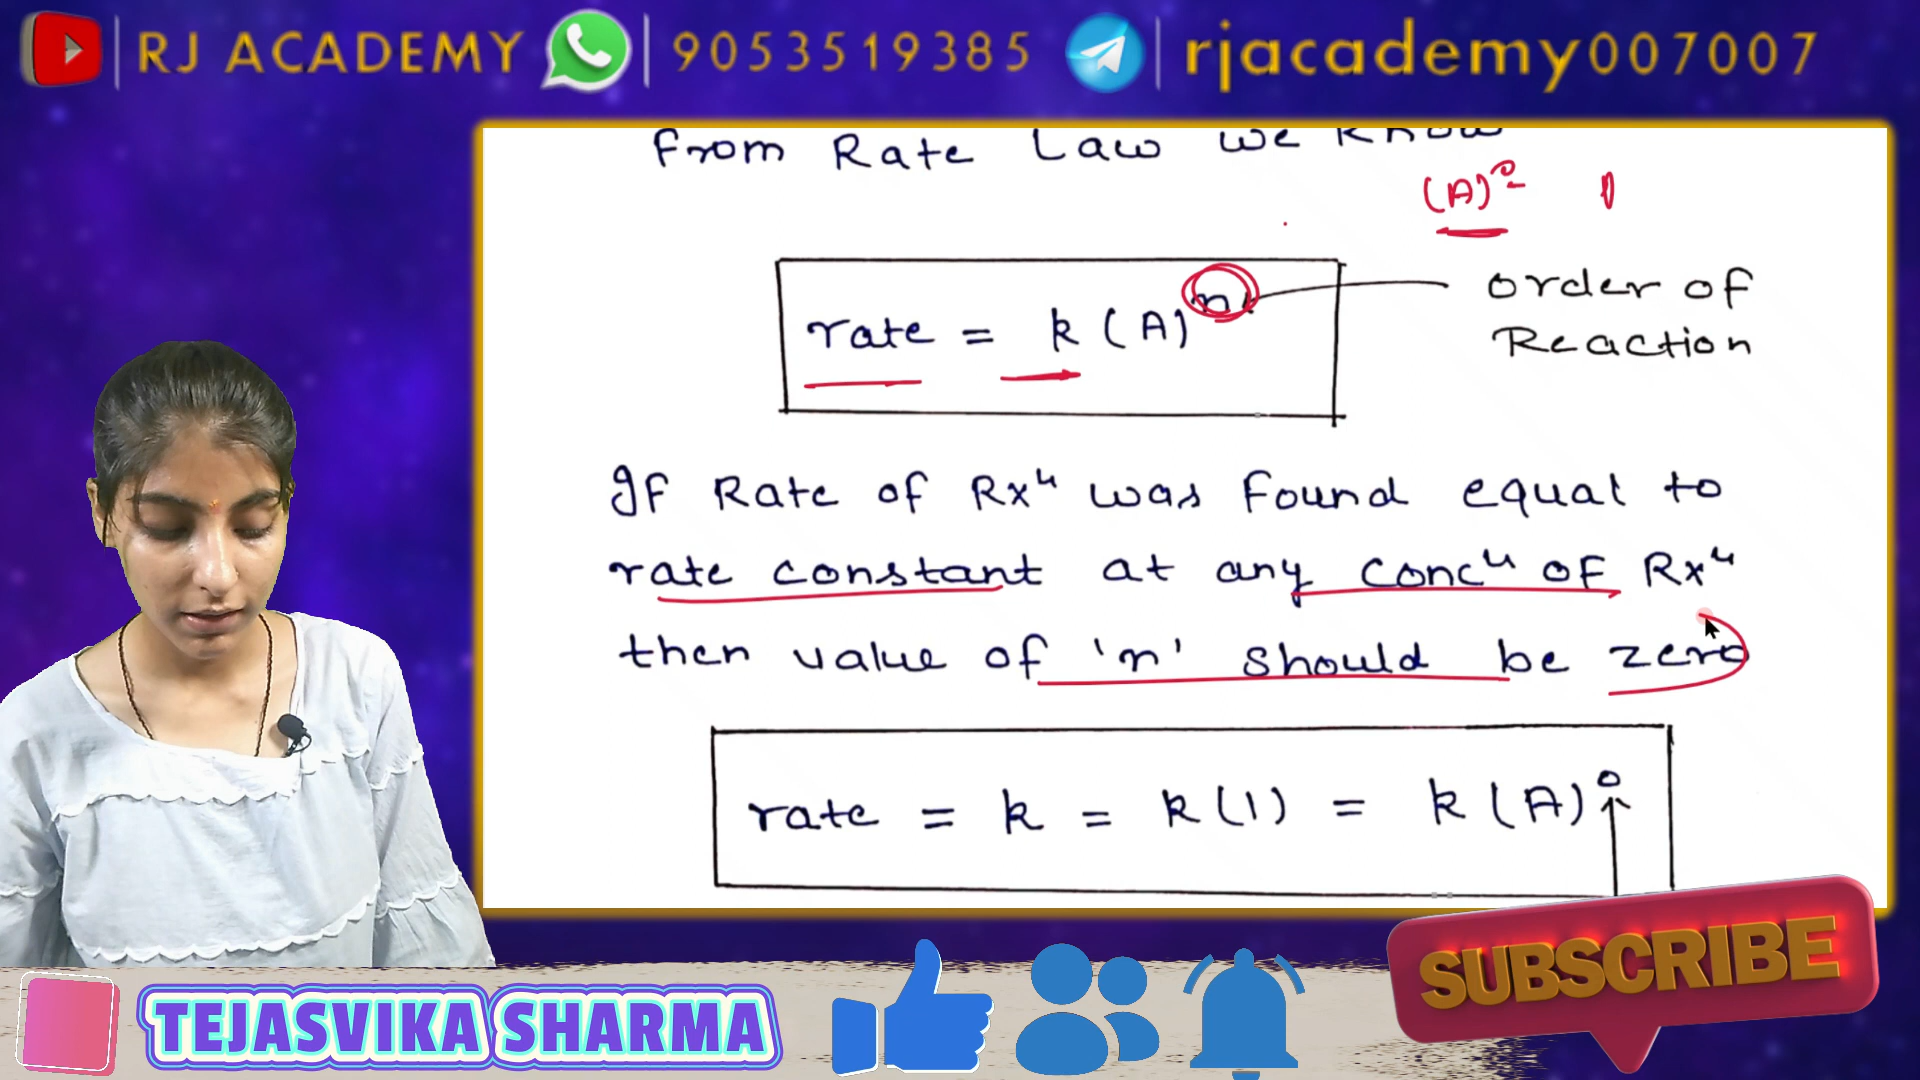 RJ ACADEMY 9053519385 rjacademy007007
From Rate Law we know
(A)º
rate = k (A)ⁿ
order of
Reaction
If Rate of Rxⁿ was found equal to
rate constant at any concⁿ of Rxⁿ
then value of 'n' should be zero
rate = k = k(1) = k(A)⁰
TEJASVIKA SHARMA
SUBSCRIBE